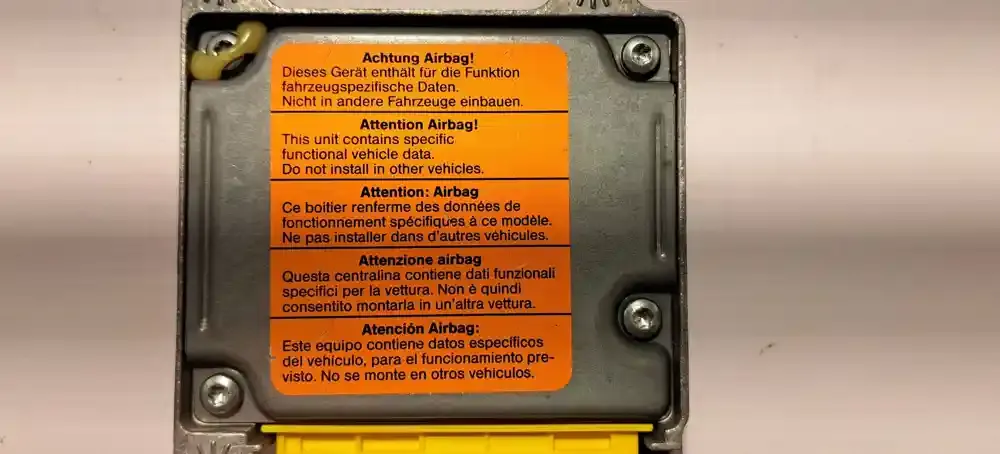 Achtung Airbag!
Dieses Gerät enthält für die Funktion
fahrzeugspezifische Daten.
Nicht in andere Fahrzeuge einbauen.
Attention Airbag!
This unit contains specific
functional vehicle data.
Do not install in other vehicles.
Attention: Airbag
Ce boitier renferme des données de
fonctionnement spécifiques à ce modèle.
Ne pas installer dans d'autres véhicules.
Attenzione airbag
Questa centralina contiene dati funzionali
specifici per la vettura. Non è quindi
consentito montarla in un'altra vettura.
Atención Airbag:
Este equipo contiene datos específicos
del vehículo, para el funcionamiento pre-
visto. No se monte en otros vehiculos.